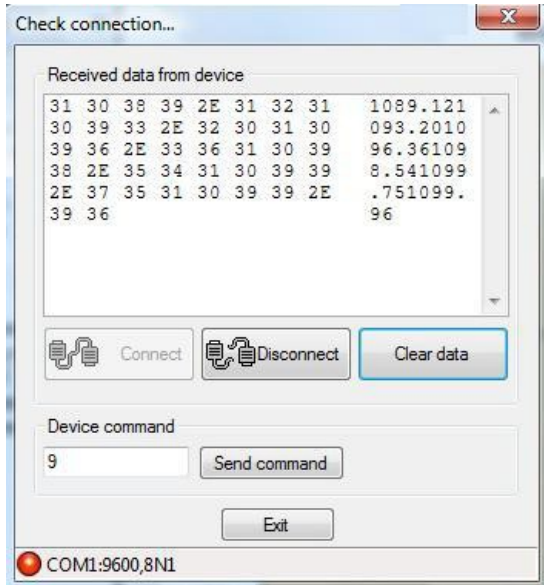 Check connection...
Received data from device
31 30 38 39 2E 31 32 31 1089.121
30 39 33 2E 32 30 31 30 093.2010
39 36 2E 33 36 31 30 39 96.36109
38 2E 35 34 31 30 39 39 8.541099
2E 37 35 31 30 39 39 2E .751099.
39 36 96
Connect Disconnect Clear data
Device command
9 Send command
Exit
COM1:9600,8N1